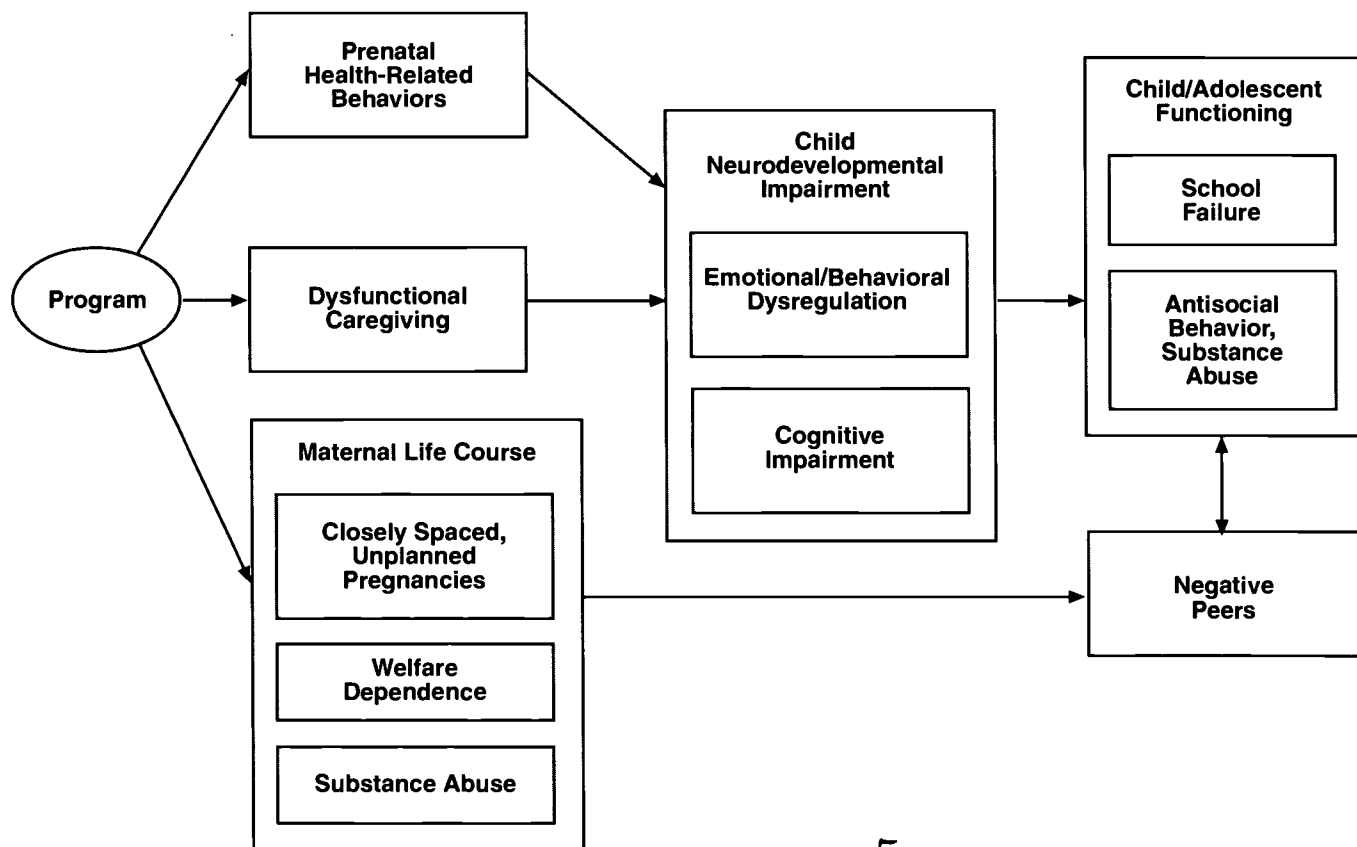 Prenatal
Health-Related
Behaviors
Child/Adolescent
Functioning
School
Failure
Antisocial
Behavior,
Substance
Abuse
Child
Neurodevelopmental
Impairment
Emotional/Behavioral
Dysregulation
Cognitive
Impairment
Program
Dysfunctional
Caregiving
Maternal Life Course
Closely Spaced,
Unplanned
Pregnancies
Welfare
Dependence
Substance Abuse
Negative
Peers